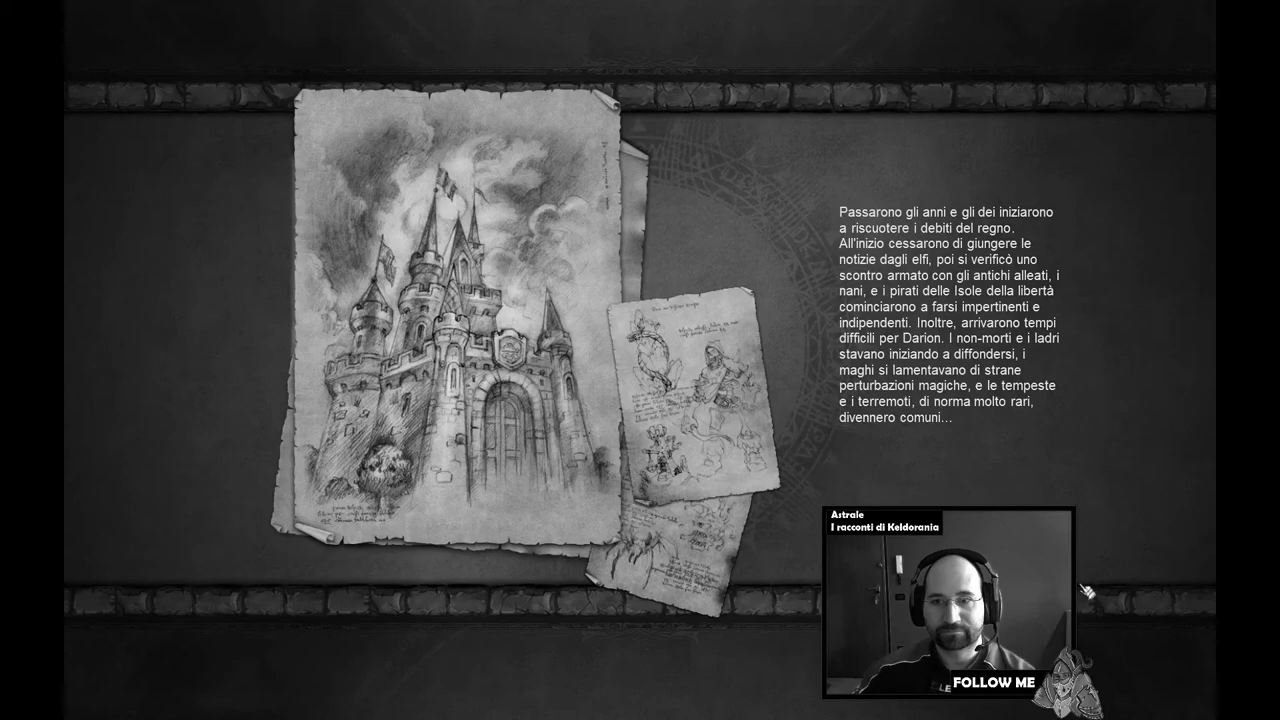 Passarono gli anni e gli dei iniziarono
a riscuotere i debiti del regno.
All'inizio cessarono di giungere le
notizie dagli elfi, poi si verificò uno
scontro armato con gli antichi alleati, i
nani, e i pirati delle Isole della libertà
cominciarono a farsi impertinenti e
indipendenti. Inoltre, arrivarono tempi
difficili per Darion. I non-morti e i ladri
stavano iniziando a diffondersi, i
maghi si lamentavano di strane
perturbazioni magiche, e le tempeste
e i terremoti, di norma molto rari,
divennero comuni...
Astrale
I racconti di Keldorania
FOLLOW ME